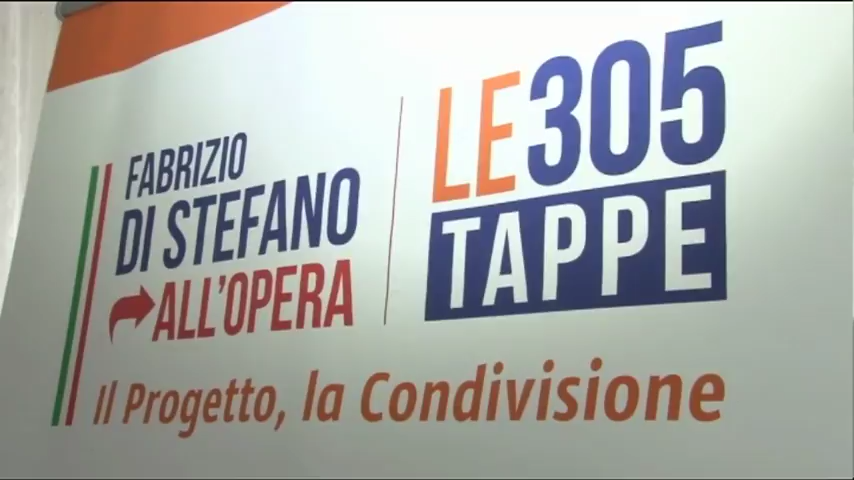 FABRIZIO
DI STEFANO
ALL'OPERA
LE305
TAPPE
Il Progetto, la Condivisione